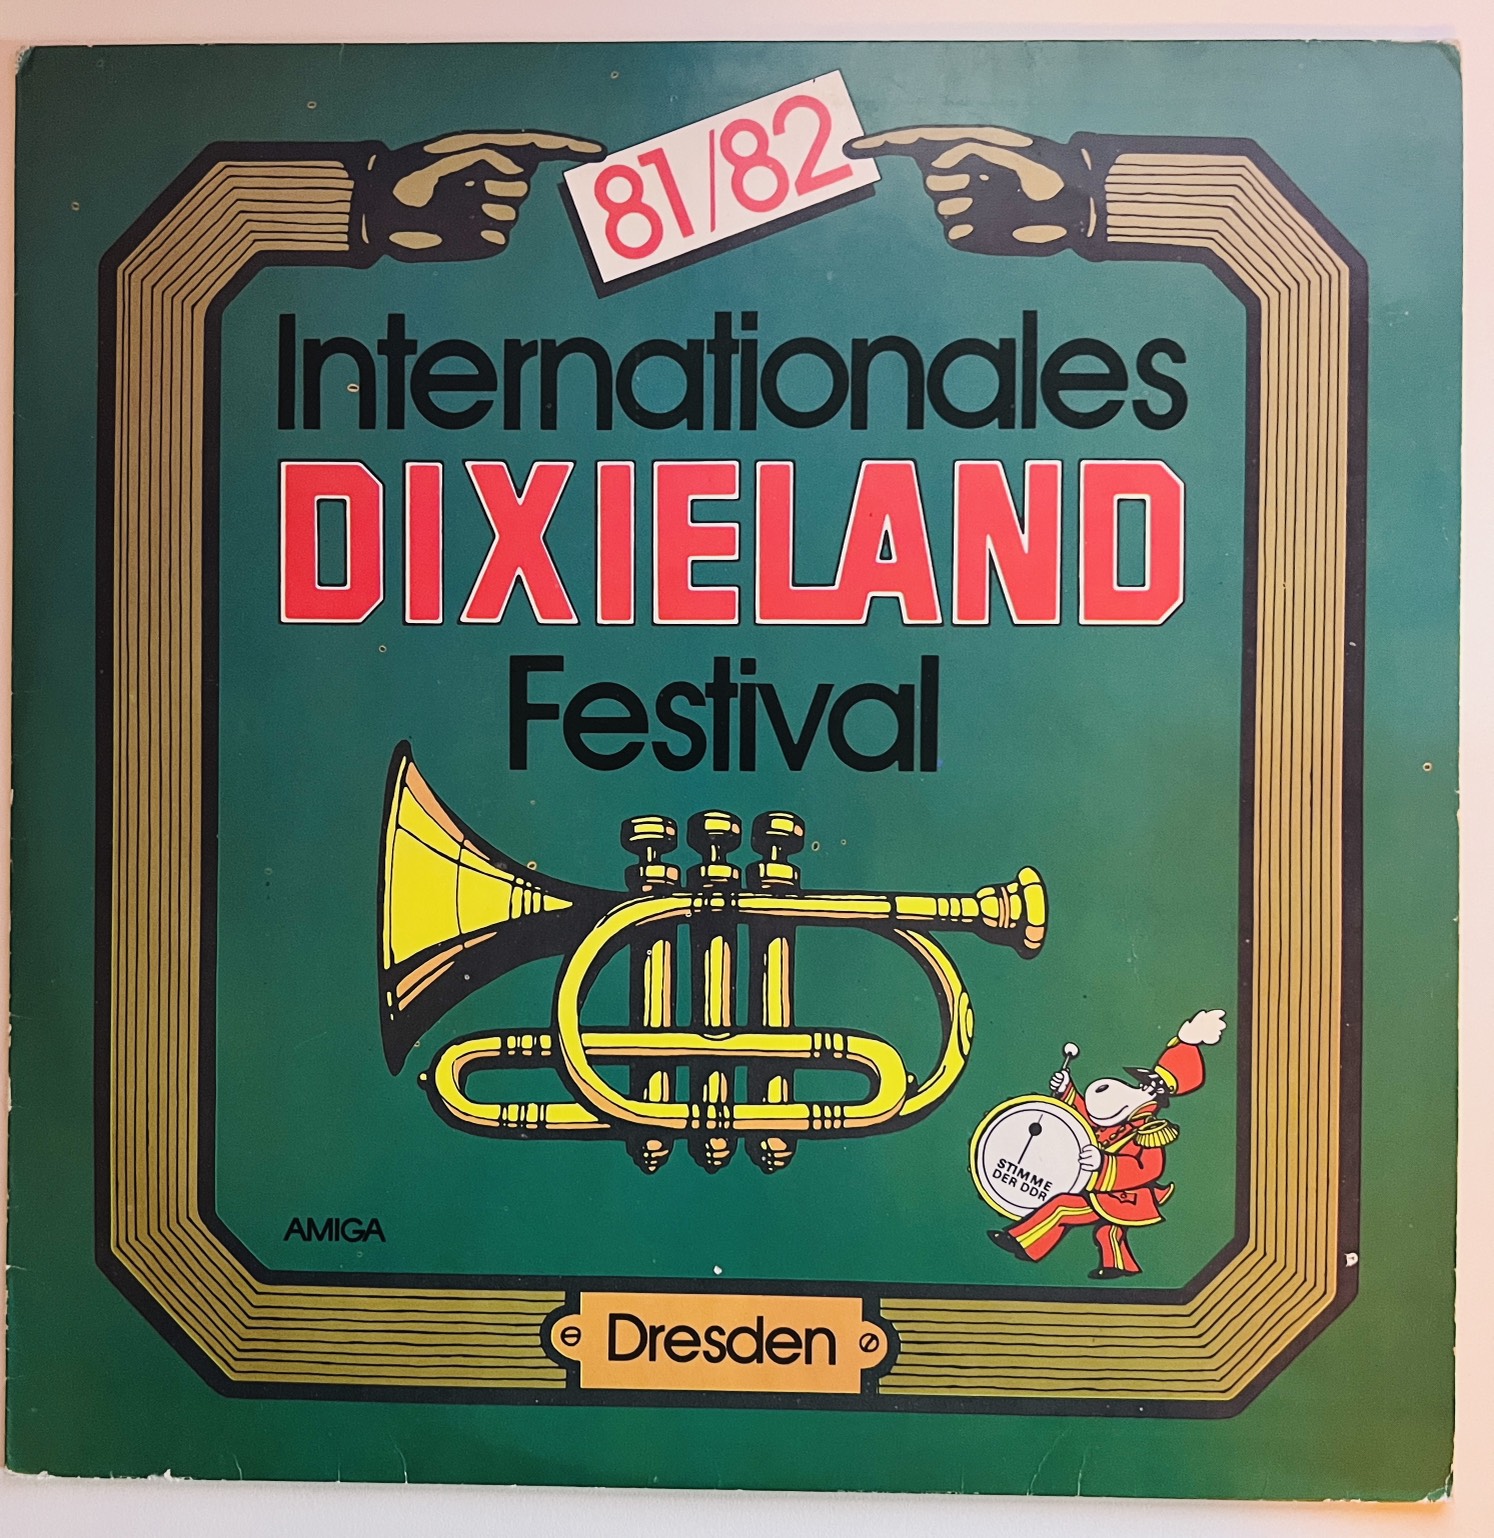 81/82
Internationales
DIXIELAND
Festival
STIMME
DER DDR
AMIGA
Dresden